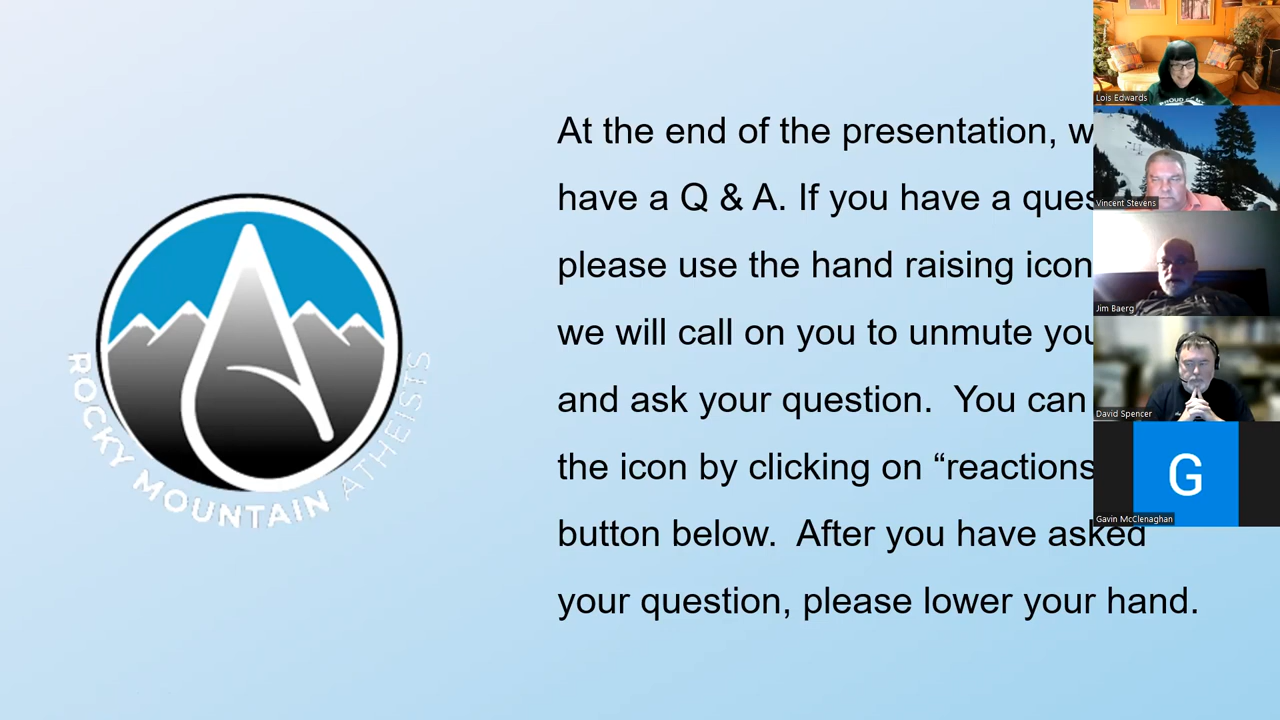 At the end of the presentation, w
have a Q & A. If you have a ques
please use the hand raising icon
we will call on you to unmute you
and ask your question.  You can
the icon by clicking on “reactions
button below.  After you have asked
your question, please lower your hand.
ROCKY MOUNTAIN ATHEISTS
Lois Edwards
PROUD
Vincent Stevens
Jim Baerg
David Spencer
G
Gavin McClenaghan